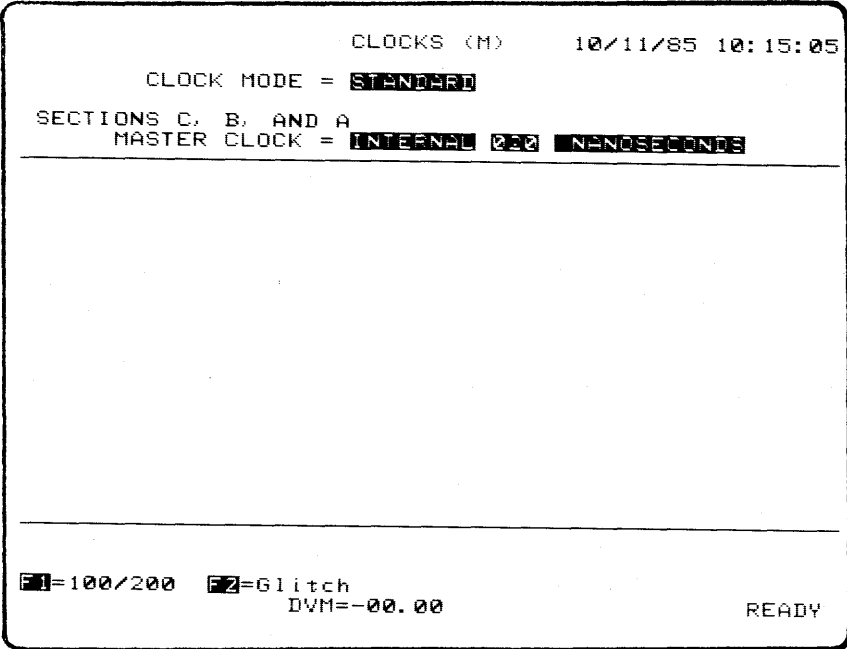 CLOCKS (M) 10/11/85 10:15:05
CLOCK MODE = STANDARD
SECTIONS C, B, AND A
MASTER CLOCK = INTERNAL 020 NANOSECONDS
F1=100/200 F2=Glitch
DVM=-00.00
READY